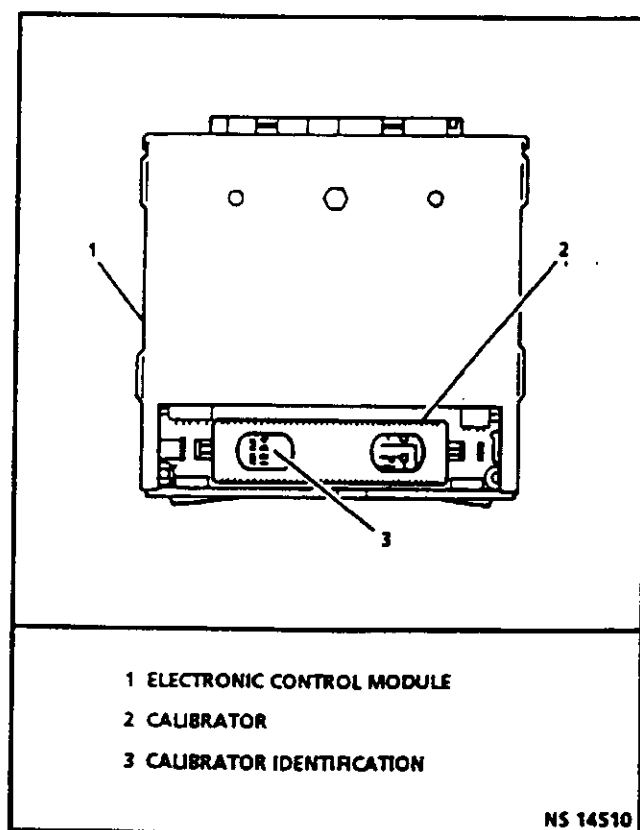 1
2
3
1 ELECTRONIC CONTROL MODULE
2 CALIBRATOR
3 CALIBRATOR IDENTIFICATION
NS 14510